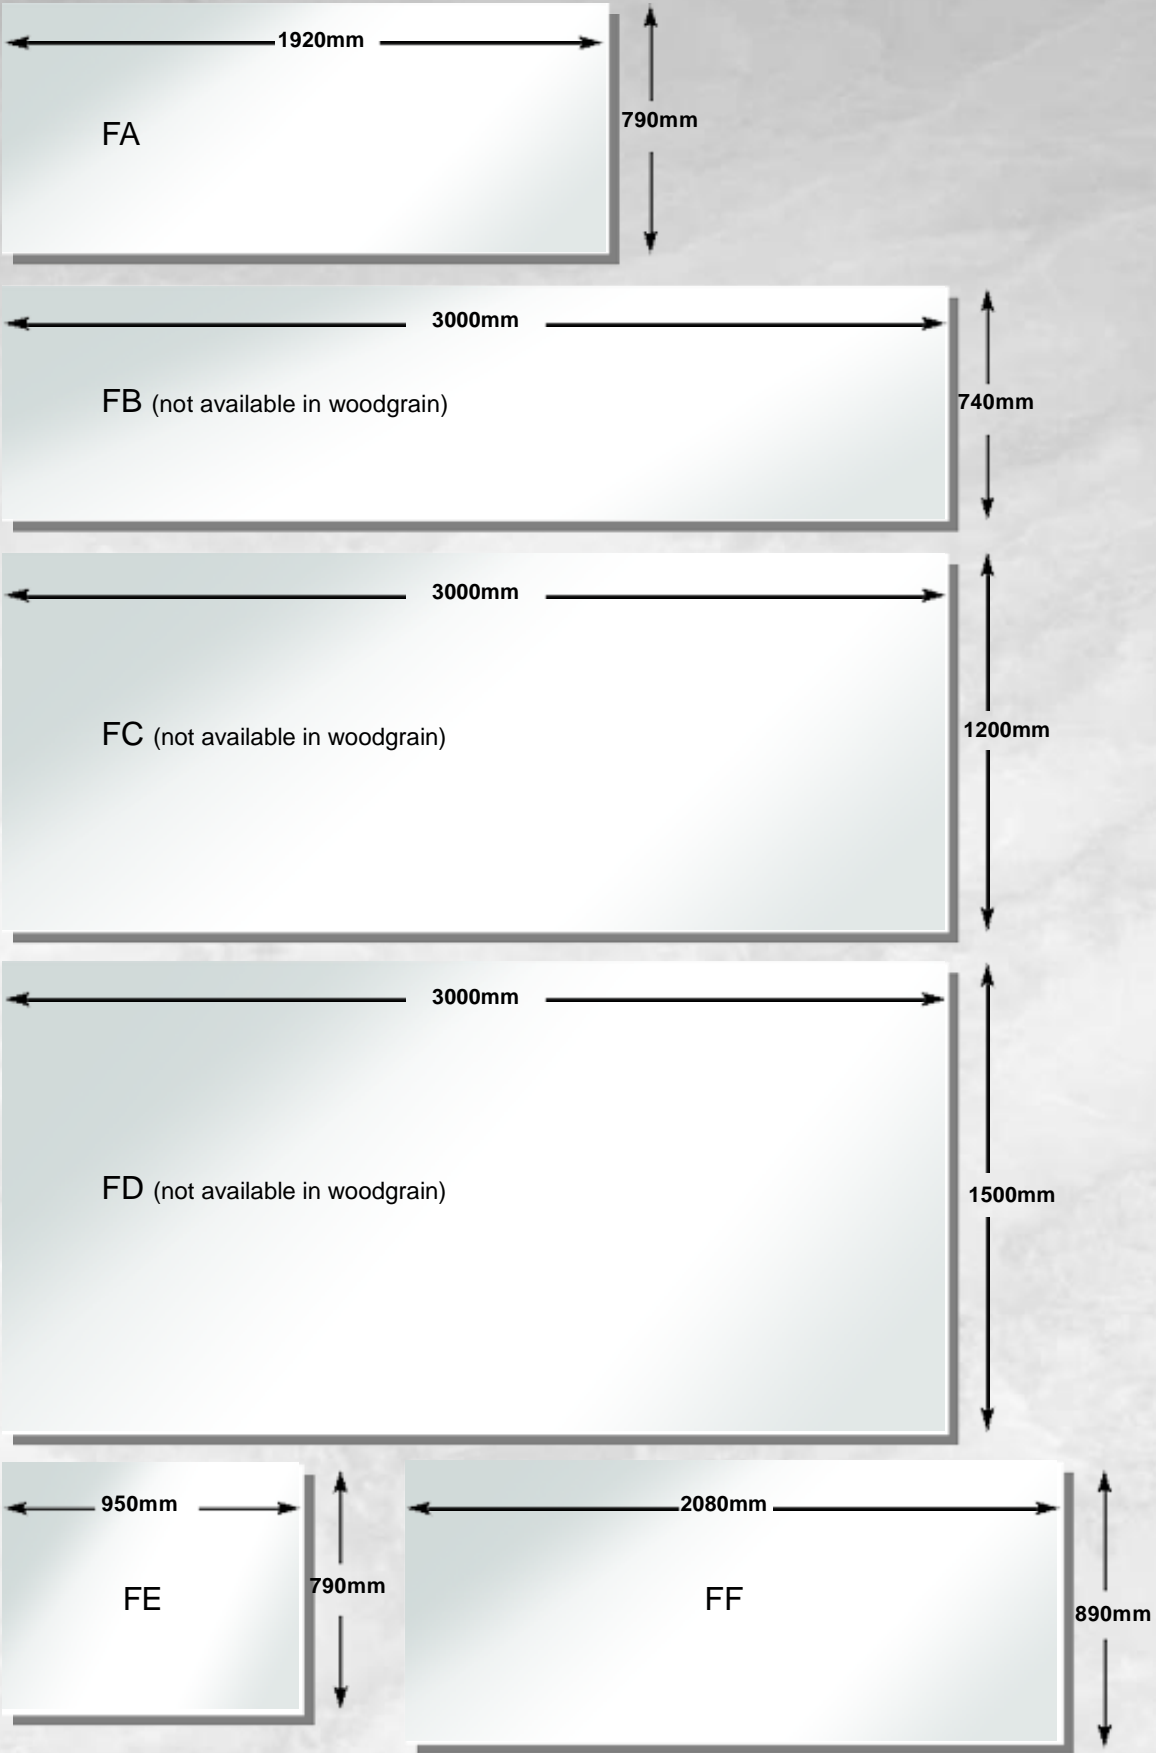 1920mm
FA
790mm
3000mm
FB (not available in woodgrain)
740mm
3000mm
FC (not available in woodgrain)
1200mm
3000mm
FD (not available in woodgrain)
1500mm
950mm
FE
790mm
2080mm
FF
890mm